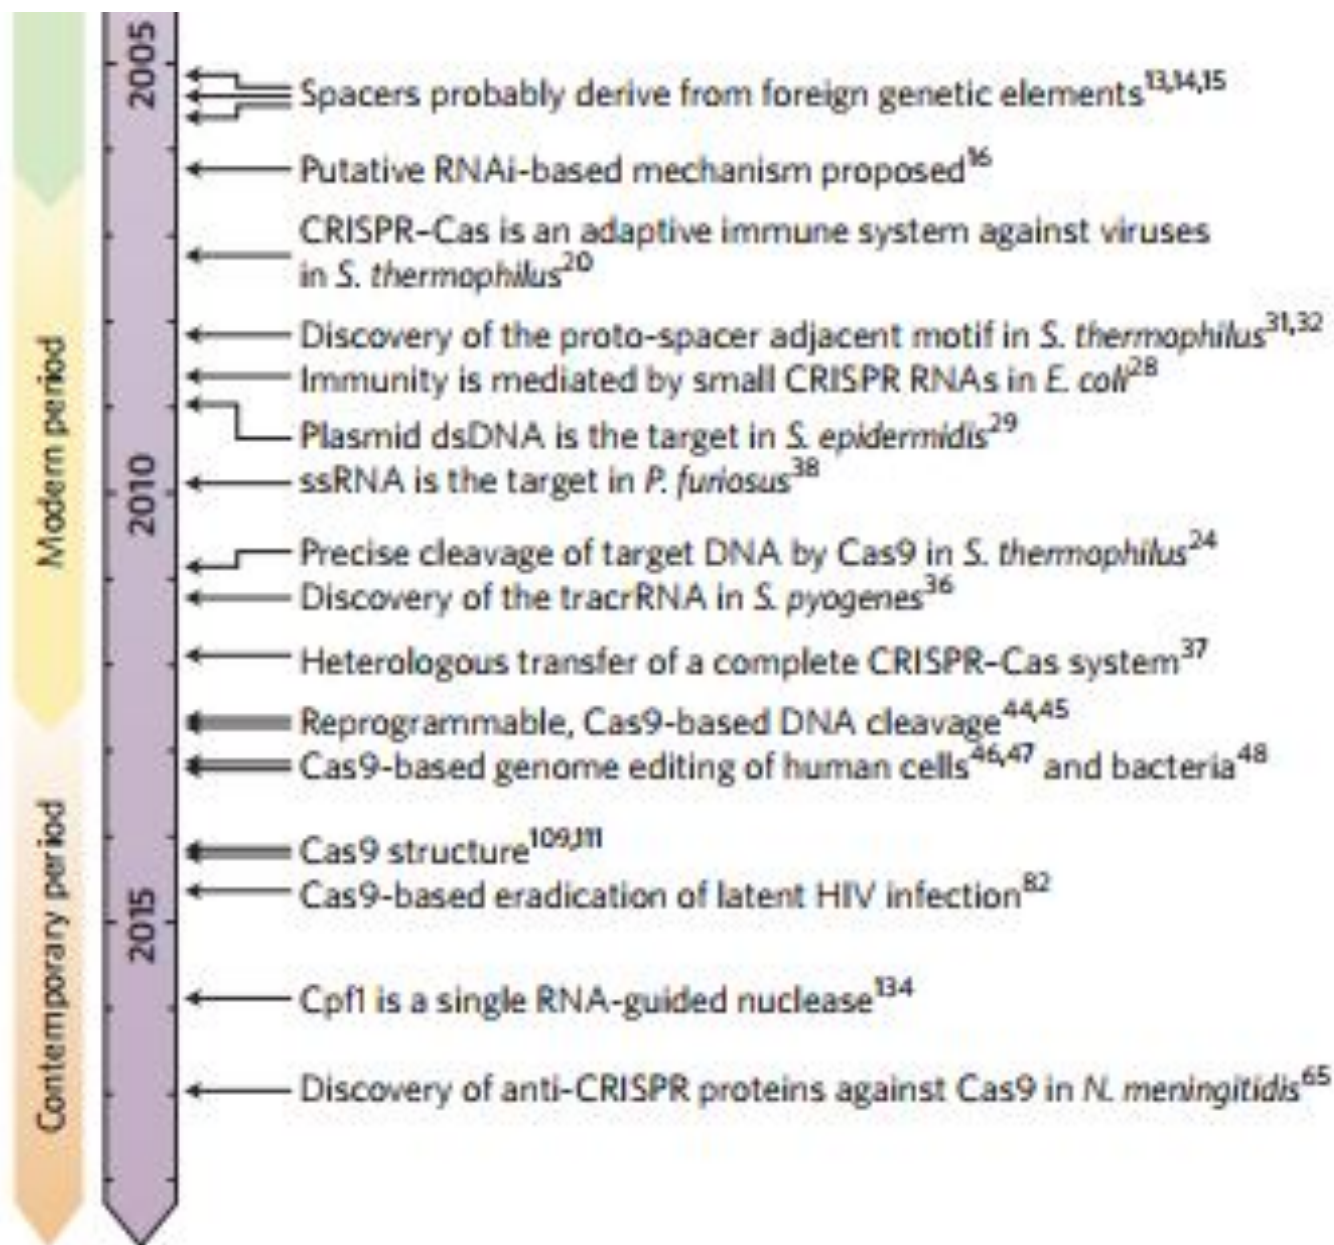 2005
Spacers probably derive from foreign genetic elements13,14,15
Putative RNAi-based mechanism proposed16
CRISPR–Cas is an adaptive immune system against viruses
in S. thermophilus20
Discovery of the proto-spacer adjacent motif in S. thermophilus31,32
Immunity is mediated by small CRISPR RNAs in E. coli28
Plasmid dsDNA is the target in S. epidermidis29
Modern period
2010
ssRNA is the target in P. furiosus38
Precise cleavage of target DNA by Cas9 in S. thermophilus24
Discovery of the tracrRNA in S. pyogenes36
Heterologous transfer of a complete CRISPR–Cas system37
Reprogrammable, Cas9-based DNA cleavage44,45
Cas9-based genome editing of human cells46,47 and bacteria48
Cas9 structure109,111
Cas9-based eradication of latent HIV infection82
Contemporary period
2015
Cpf1 is a single RNA-guided nuclease134
Discovery of anti-CRISPR proteins against Cas9 in N. meningitidis65